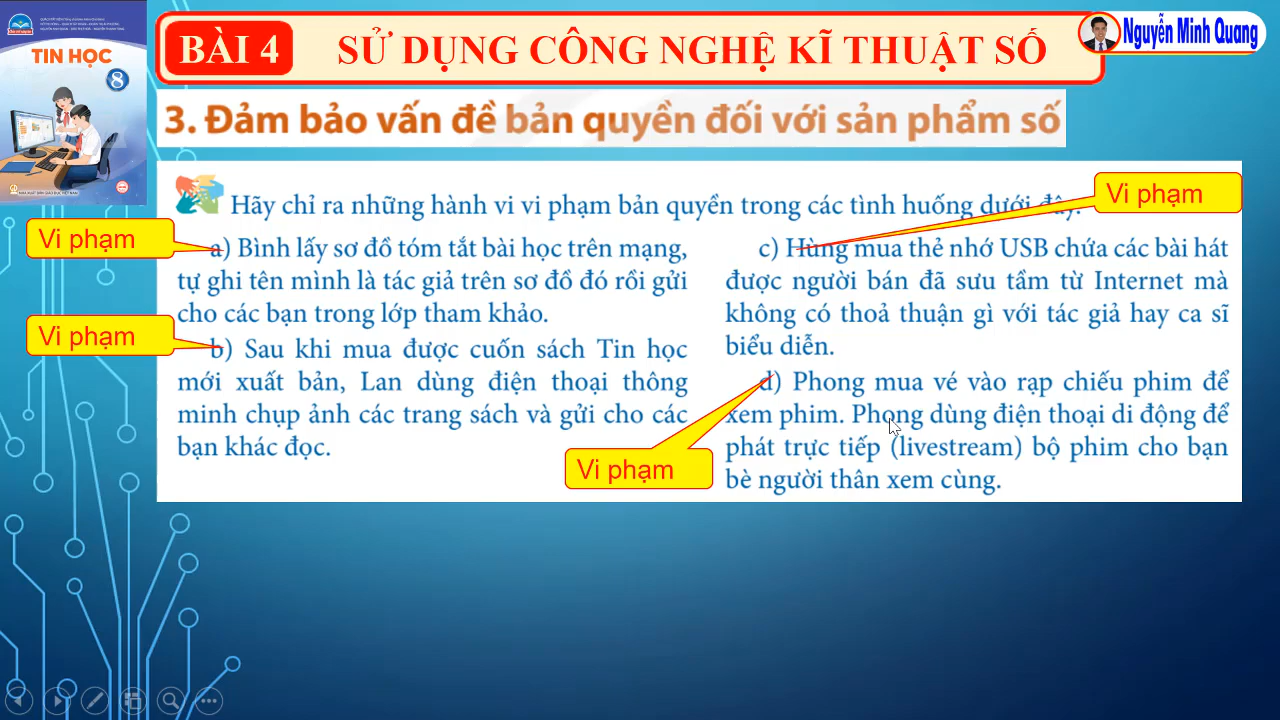 TIN HỌC
8
BÀI 4
SỬ DỤNG CÔNG NGHỆ KĨ THUẬT SỐ
Nguyễn Minh Quang
3. Đảm bảo vấn đề bản quyền đối với sản phẩm số
Hãy chỉ ra những hành vi vi phạm bản quyền trong các tình huống dưới đây.
Vi phạm
a) Bình lấy sơ đồ tóm tắt bài học trên mạng,
tự ghi tên mình là tác giả trên sơ đồ đó rồi gửi
cho các bạn trong lớp tham khảo.
Vi phạm
b) Sau khi mua được cuốn sách Tin học
mới xuất bản, Lan dùng điện thoại thông
minh chụp ảnh các trang sách và gửi cho các
bạn khác đọc.
Vi phạm
c) Hùng mua thẻ nhớ USB chứa các bài hát
được người bán đã sưu tầm từ Internet mà
không có thoả thuận gì với tác giả hay ca sĩ
biểu diễn.
Vi phạm
d) Phong mua vé vào rạp chiếu phim để
xem phim. Phong dùng điện thoại di động để
phát trực tiếp (livestream) bộ phim cho bạn
bè người thân xem cùng.